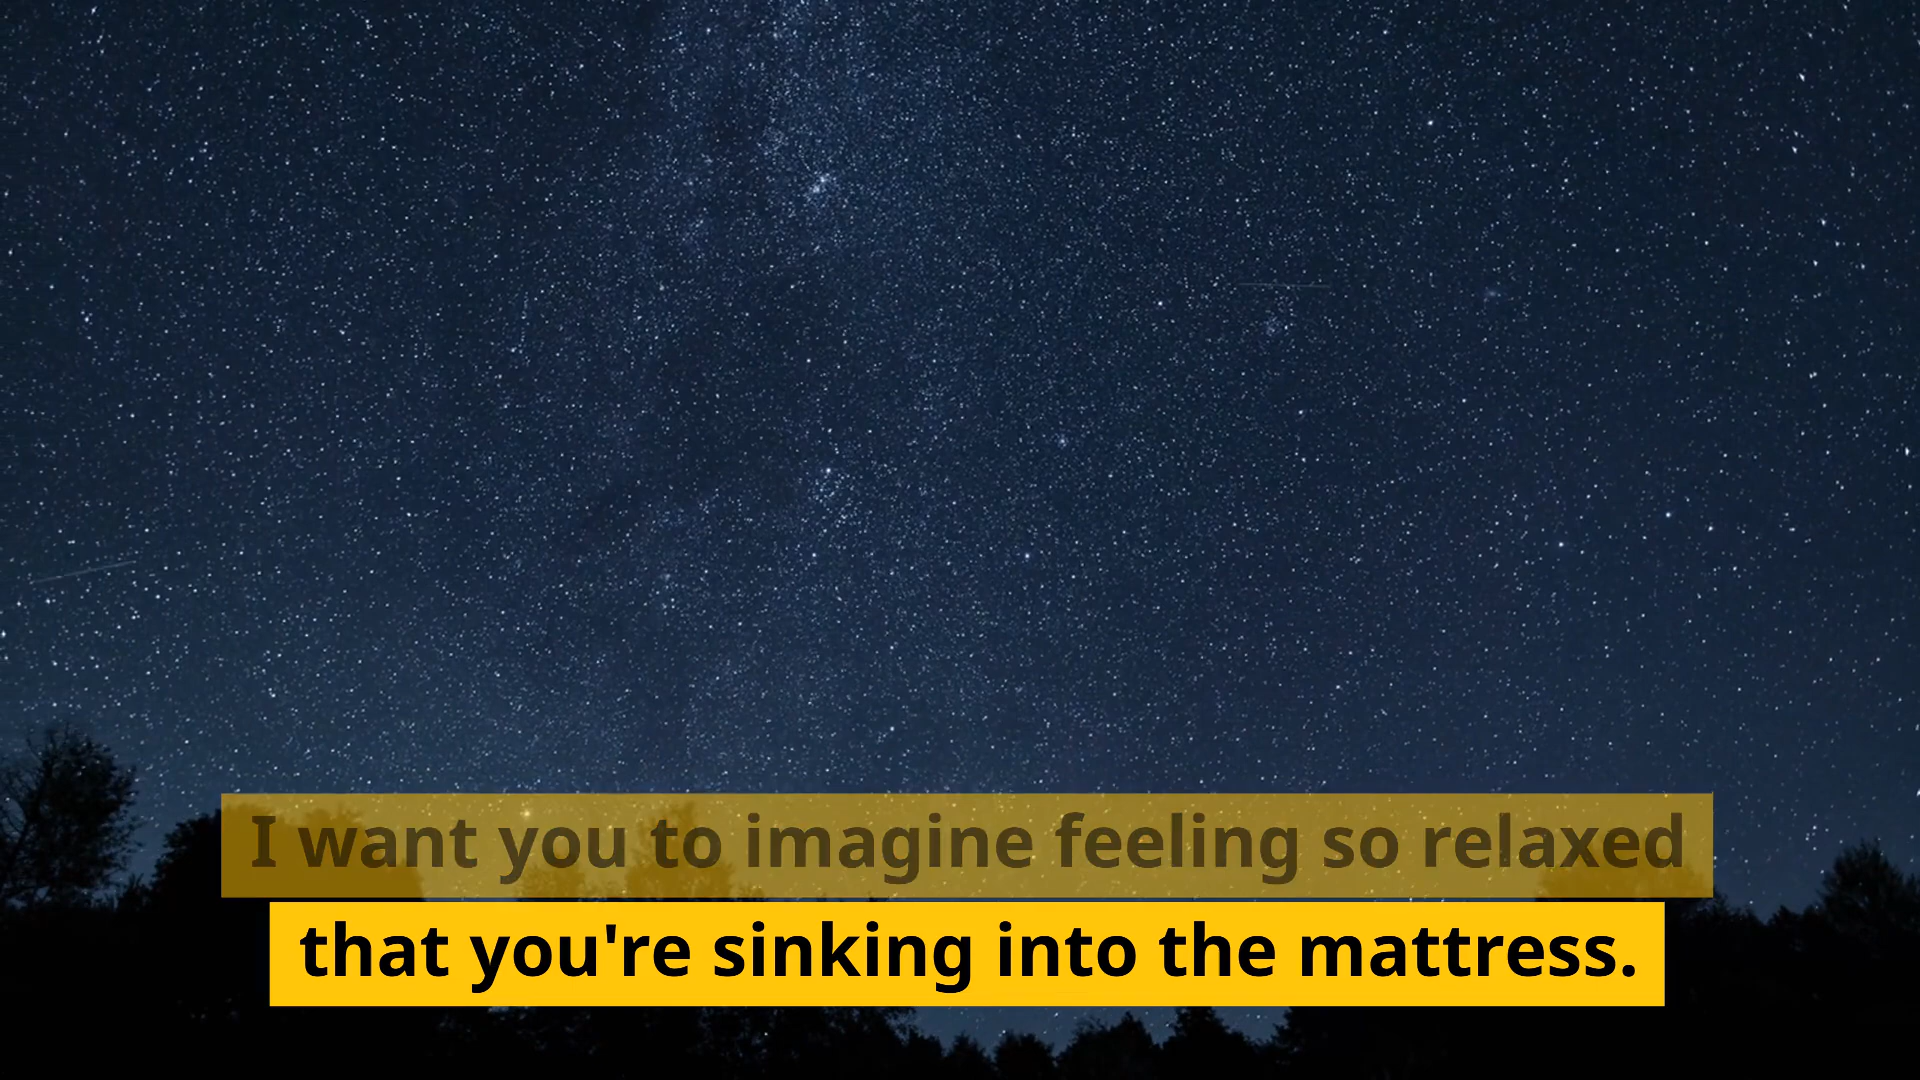 I want you to imagine feeling so relaxed
that you're sinking into the mattress.